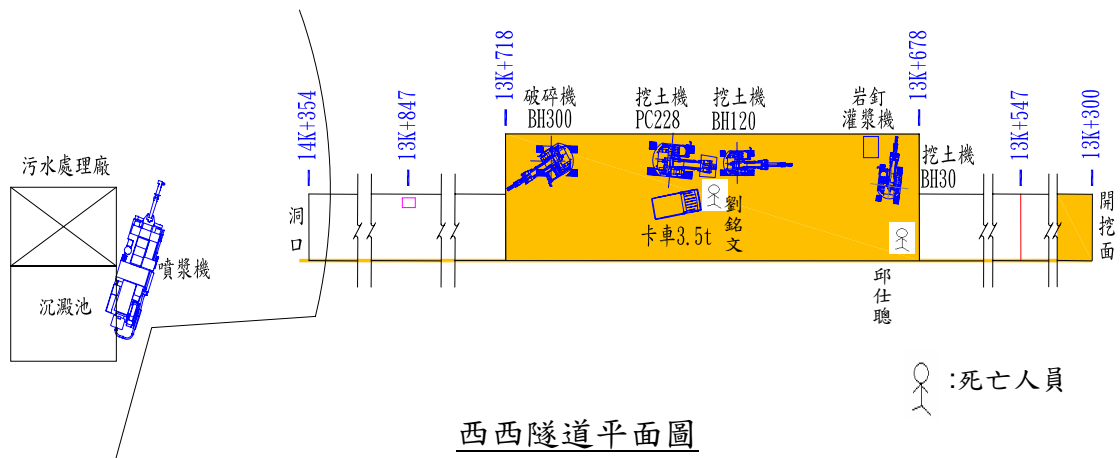 14K+354
13K+847
13K+718
13K+678
13K+547
13K+300
破碎機
BH300
挖土機
PC228
挖土機
BH120
岩釘
灌漿機
挖土機
BH30
污水處理廠
沉澱池
噴漿機
洞口
卡車3.5t
劉銘文
邱仕聰
開挖面
:死亡人員
西西隧道平面圖